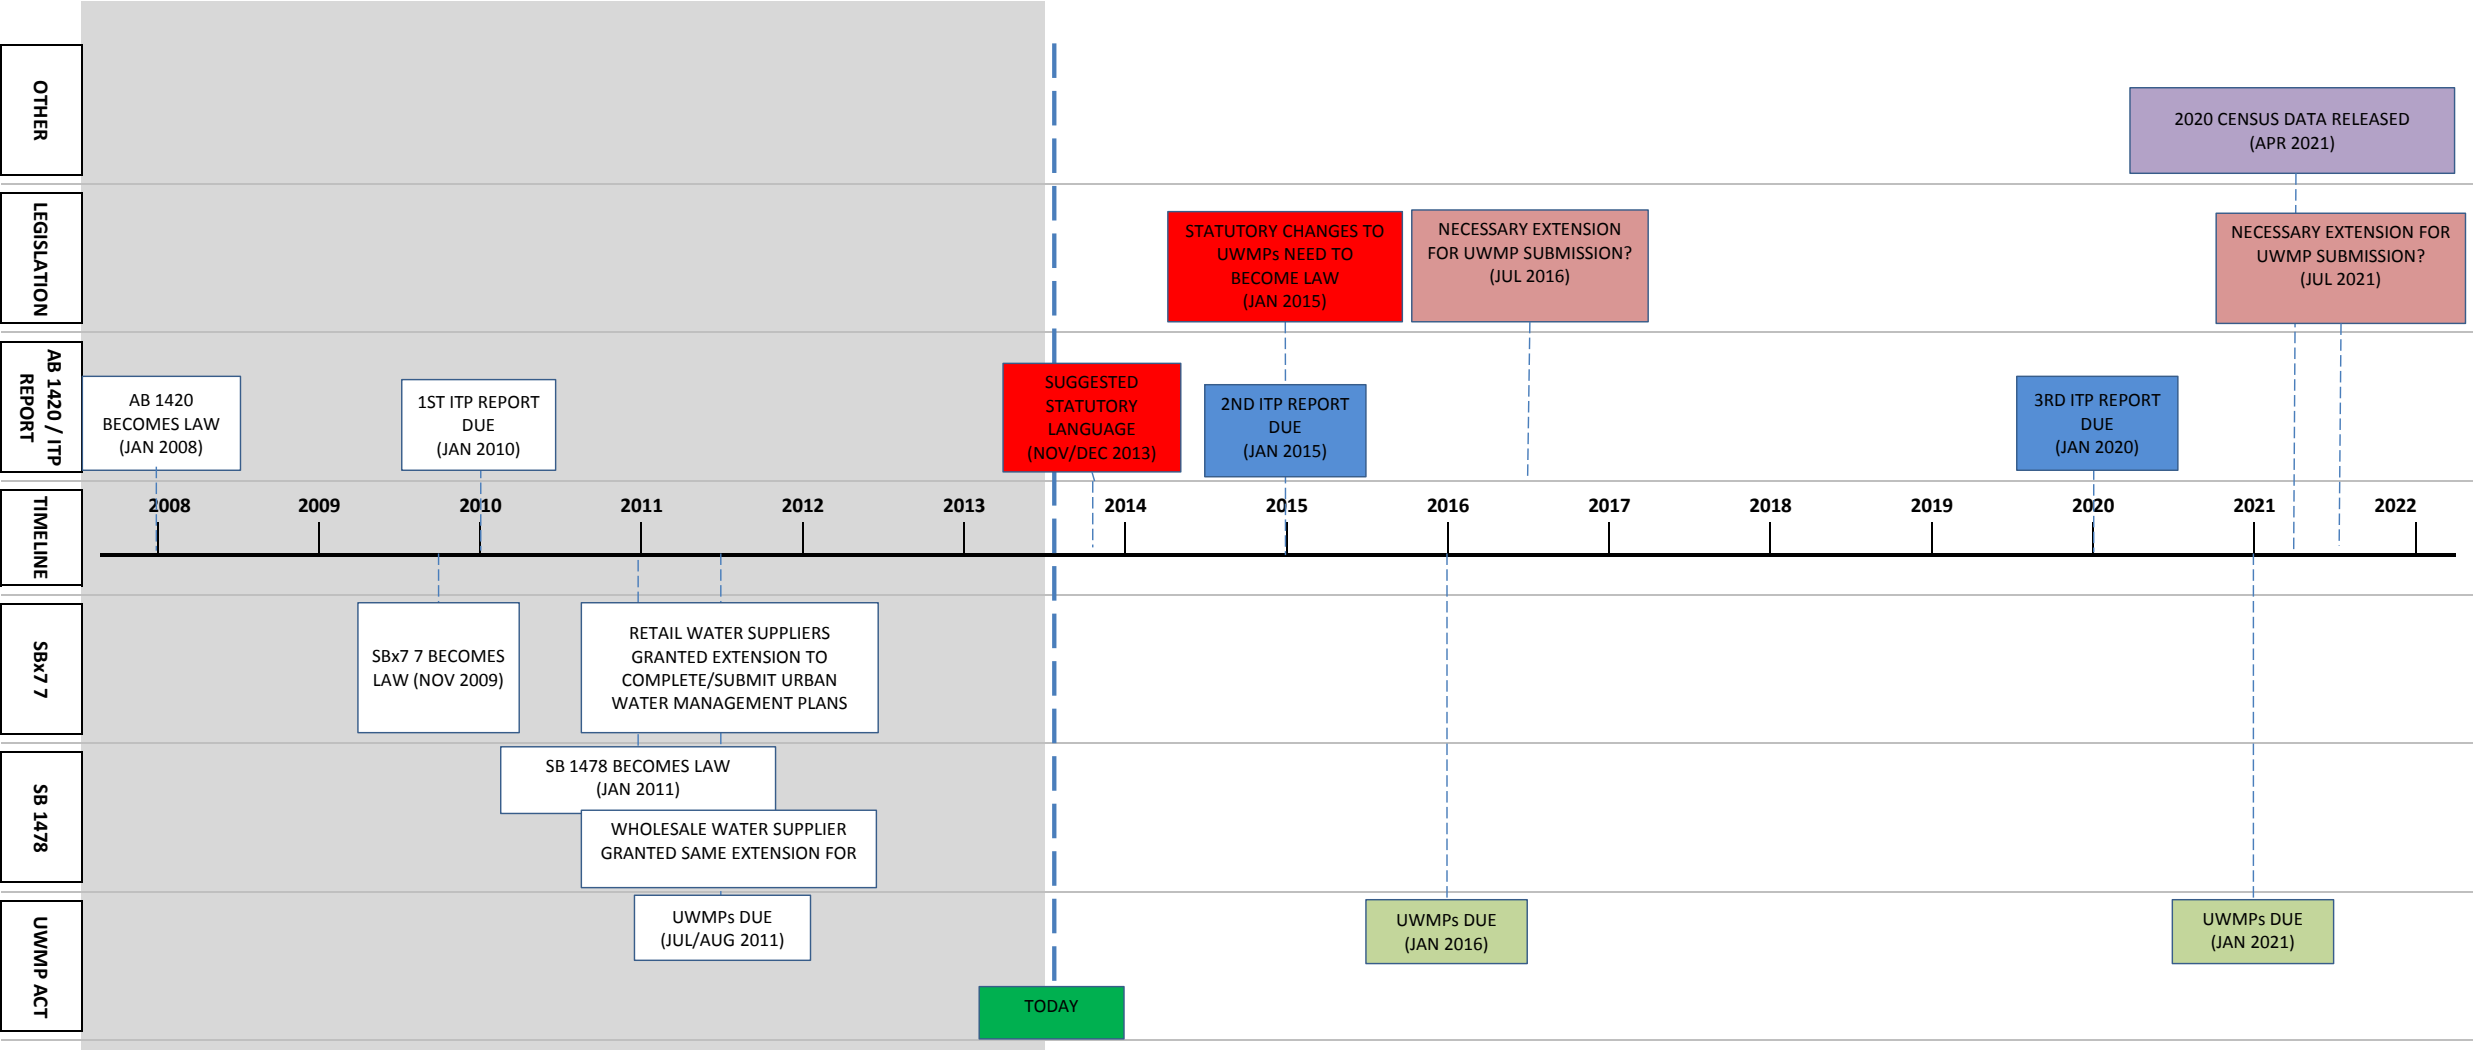 OTHER
2020 CENSUS DATA RELEASED
(APR 2021)
LEGISLATION
STATUTORY CHANGES TO
UWMPs NEED TO
BECOME LAW
(JAN 2015)
NECESSARY EXTENSION
FOR UWMP SUBMISSION?
(JUL 2016)
NECESSARY EXTENSION FOR
UWMP SUBMISSION?
(JUL 2021)
AB 1420 / ITP
REPORT
AB 1420
BECOMES LAW
(JAN 2008)
1ST ITP REPORT
DUE
(JAN 2010)
SUGGESTED
STATUTORY
LANGUAGE
(NOV/DEC 2013)
2ND ITP REPORT
DUE
(JAN 2015)
3RD ITP REPORT
DUE
(JAN 2020)
TIMELINE
2008 2009 2010 2011 2012 2013 2014 2015 2016 2017 2018 2019 2020 2021 2022
SBx7 7
SBx7 7 BECOMES
LAW (NOV 2009)
RETAIL WATER SUPPLIERS
GRANTED EXTENSION TO
COMPLETE/SUBMIT URBAN
WATER MANAGEMENT PLANS
SB 1478
SB 1478 BECOMES LAW
(JAN 2011)
WHOLESALE WATER SUPPLIER
GRANTED SAME EXTENSION FOR
UWMP ACT
UWMPs DUE
(JUL/AUG 2011)
UWMPs DUE
(JAN 2016)
UWMPs DUE
(JAN 2021)
TODAY